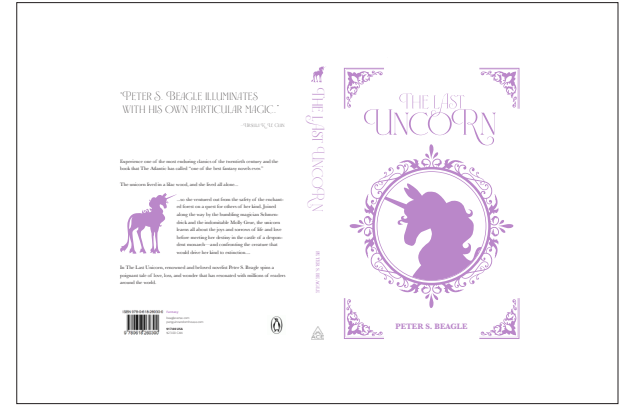 "PETER S. BEAGLE ILLUMINATES
WITH HIS OWN PARTICULAR MAGIC."
Experience one of the most enduring classics of the twentieth century and the
book that The Atlantic has called "one of the best fantasy novels ever."
The unicorn lived in a lilac wood, and she lived all alone...
...so she ventured out from the safety of the enchant-
ed forest on a quest for others of her kind. Joined
along the way by the bumbling magician Schmen-
drick and the indomitable Molly Grue, the unicorn
learns all about the joys and sorrows of life and love
before meeting her destiny in the castle of a despon-
dent monarch—and confronting the creature that
would drive her kind to extinction....
In The Last Unicorn, renowned and beloved novelist Peter S. Beagle spins a
poignant tale of love, loss, and wonder that has resonated with millions of readers
around the world.
THE LAST UNICORN
PETER S. BEAGLE
ACE
THE LAST
UNCORN
PETER S. BEAGLE